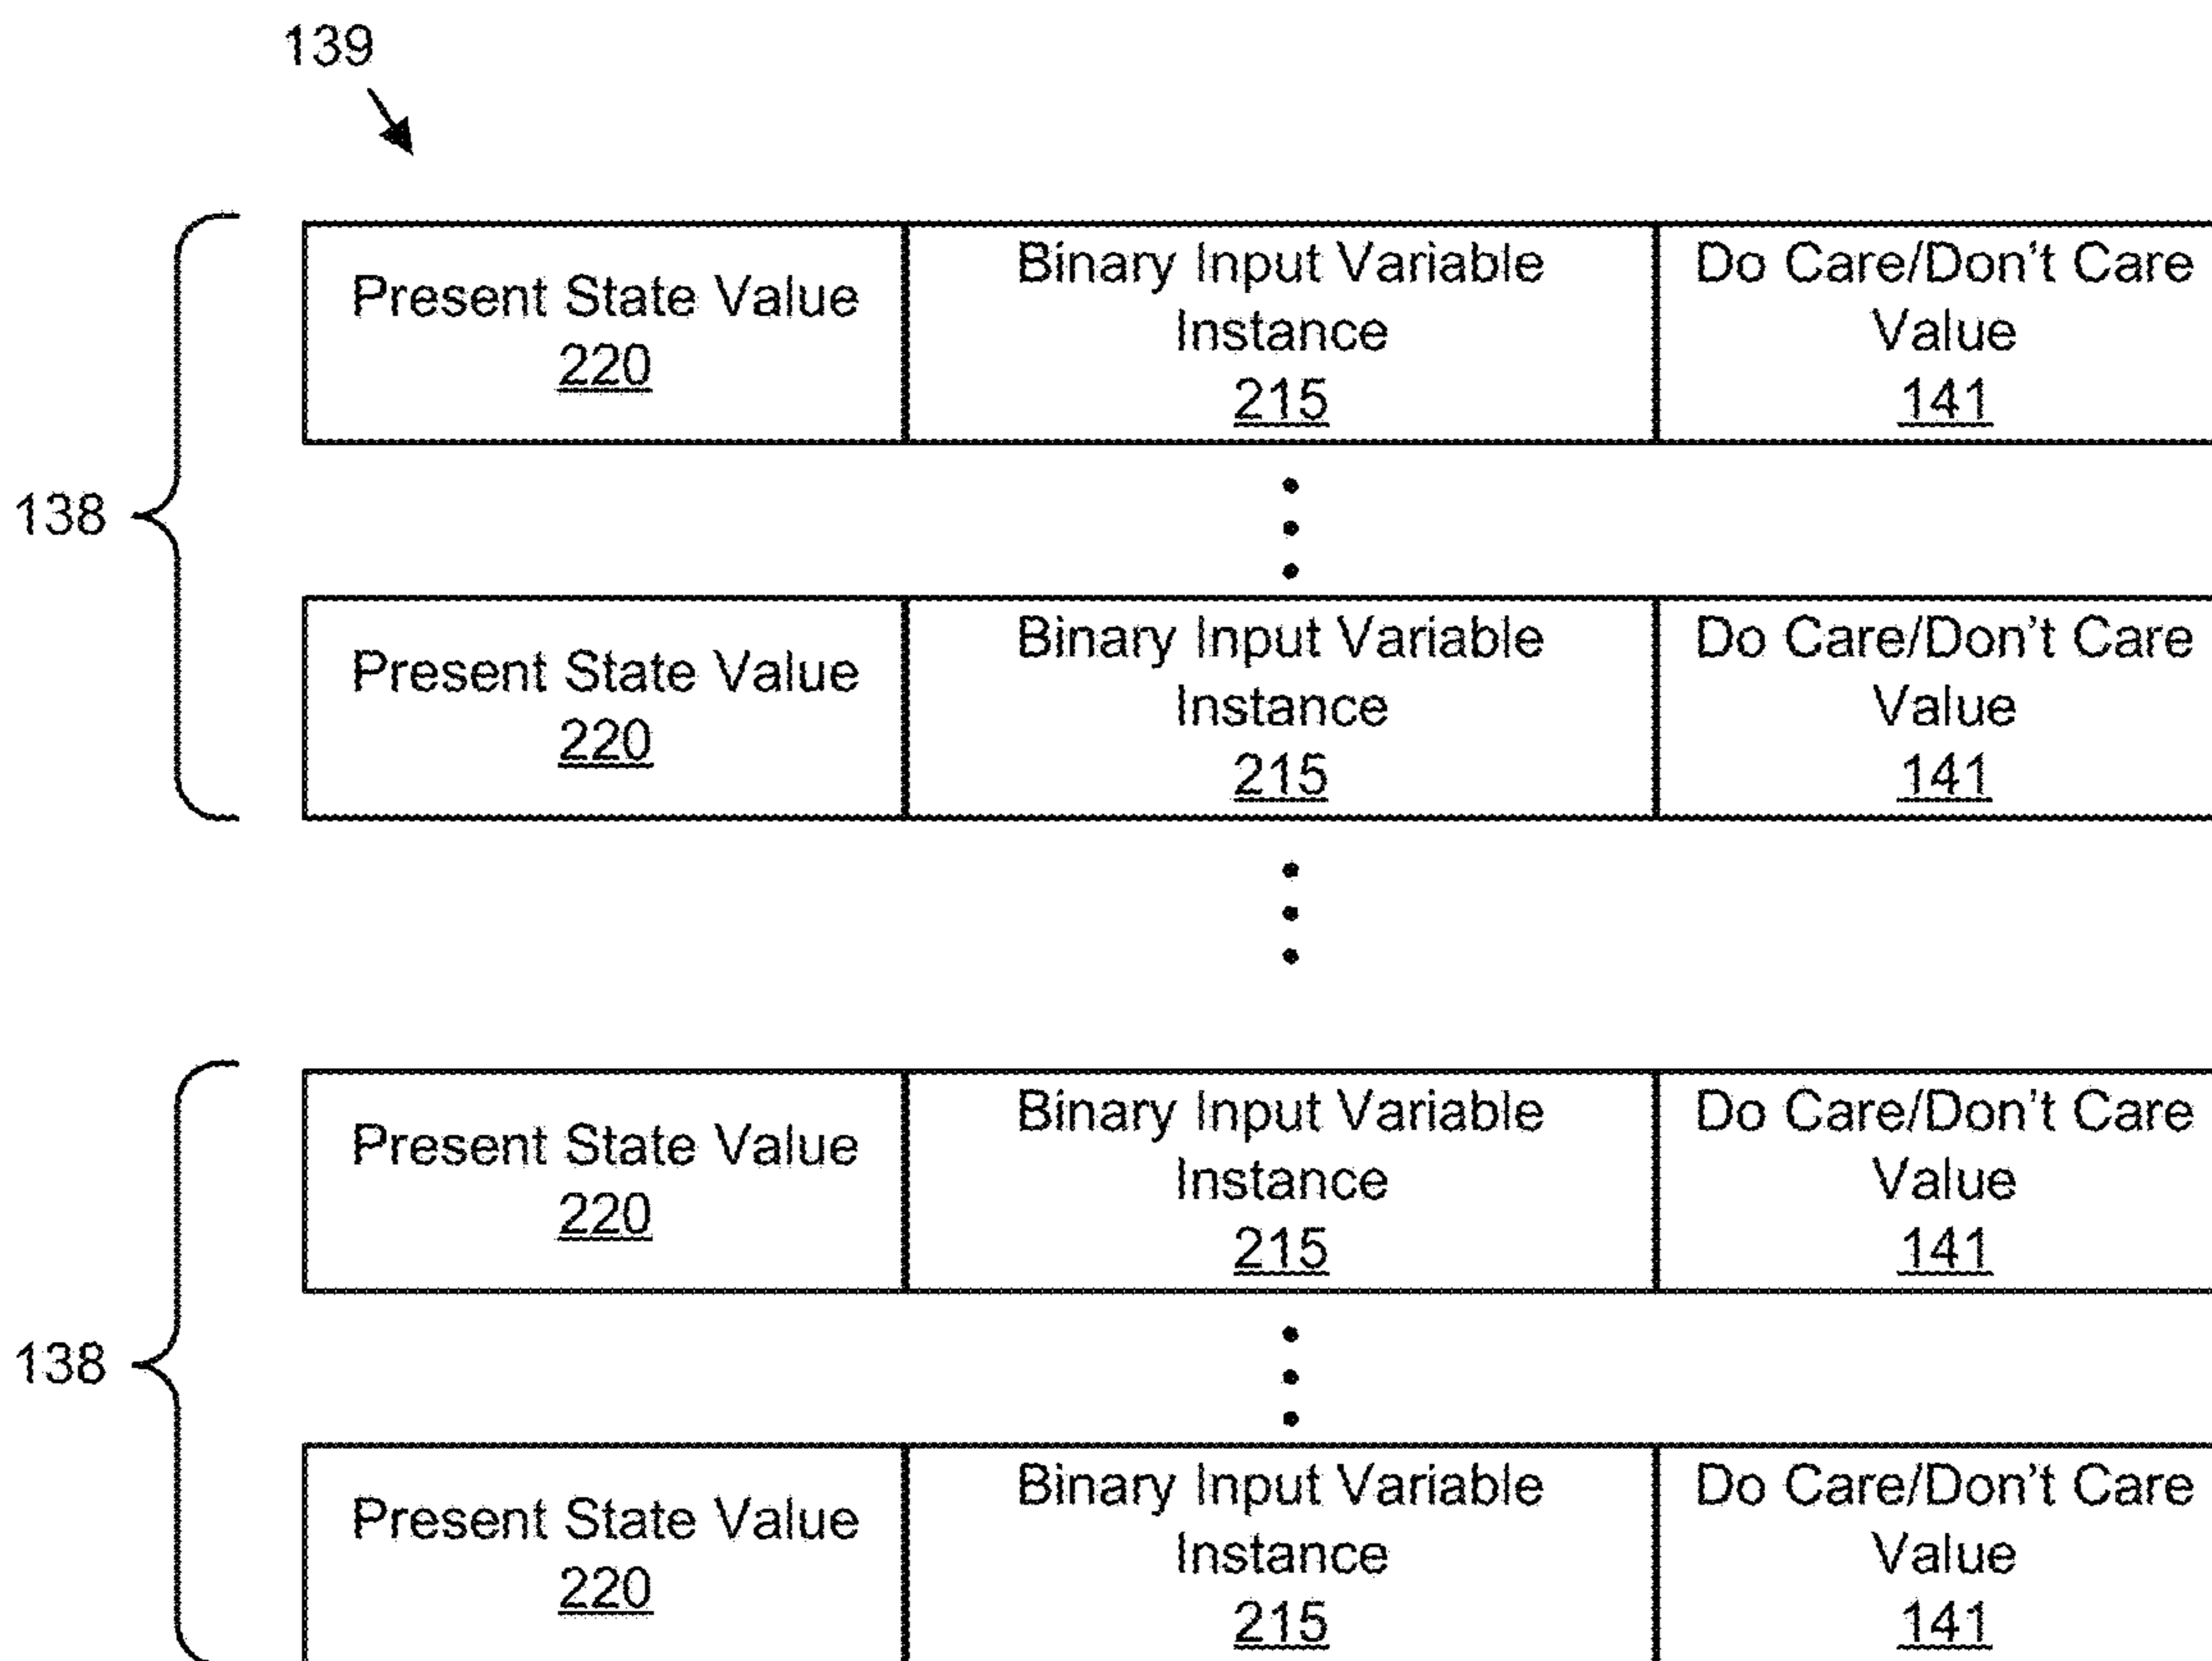 139
138
Present State Value
220
Binary Input Variable
Instance
215
Do Care/Don't Care
Value
141
Present State Value
220
Binary Input Variable
Instance
215
Do Care/Don't Care
Value
141
138
Present State Value
220
Binary Input Variable
Instance
215
Do Care/Don't Care
Value
141
Present State Value
220
Binary Input Variable
Instance
215
Do Care/Don't Care
Value
141